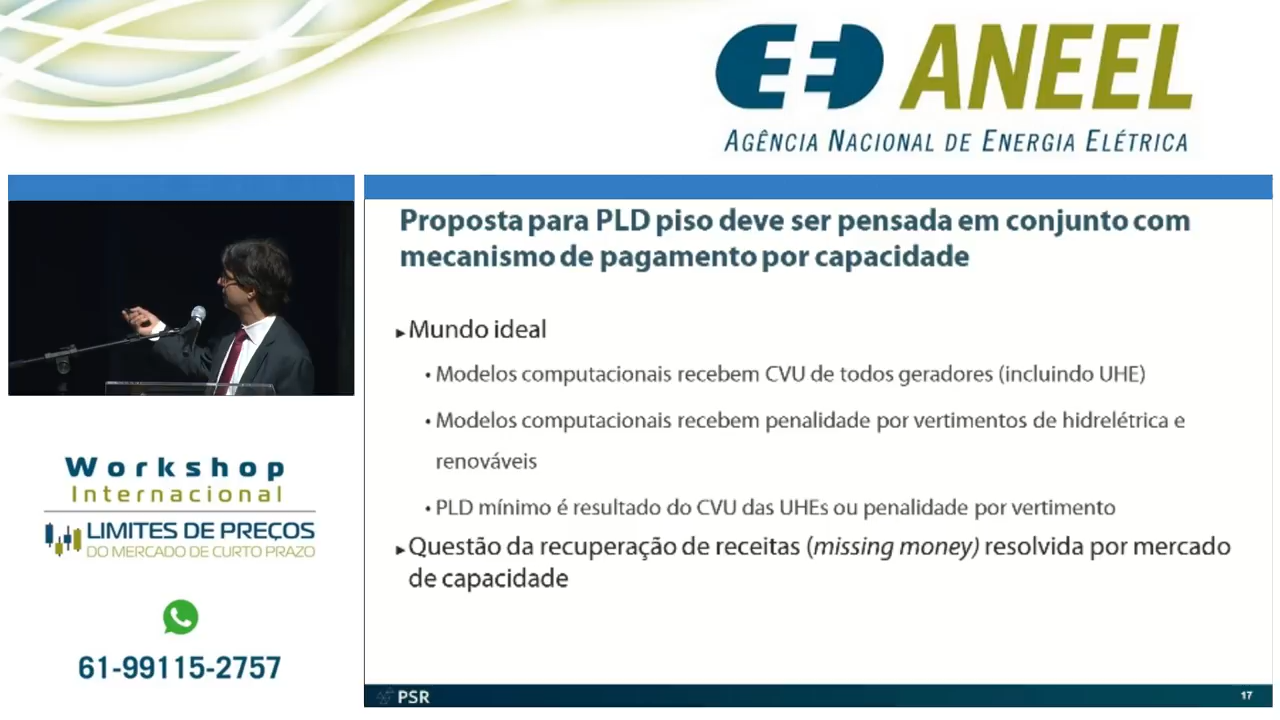 ANEEL
AGÊNCIA NACIONAL DE ENERGIA ELÉTRICA
Proposta para PLD piso deve ser pensada em conjunto com
mecanismo de pagamento por capacidade
▸Mundo ideal
• Modelos computacionais recebem CVU de todos geradores (incluindo UHE)
• Modelos computacionais recebem penalidade por vertimentos de hidrelétrica e
renováveis
• PLD mínimo é resultado do CVU das UHEs ou penalidade por vertimento
▸Questão da recuperação de receitas (missing money) resolvida por mercado
de capacidade
PSR
17
Workshop
Internacional
LIMITES DE PREÇOS
DO MERCADO DE CURTO PRAZO
61-99115-2757